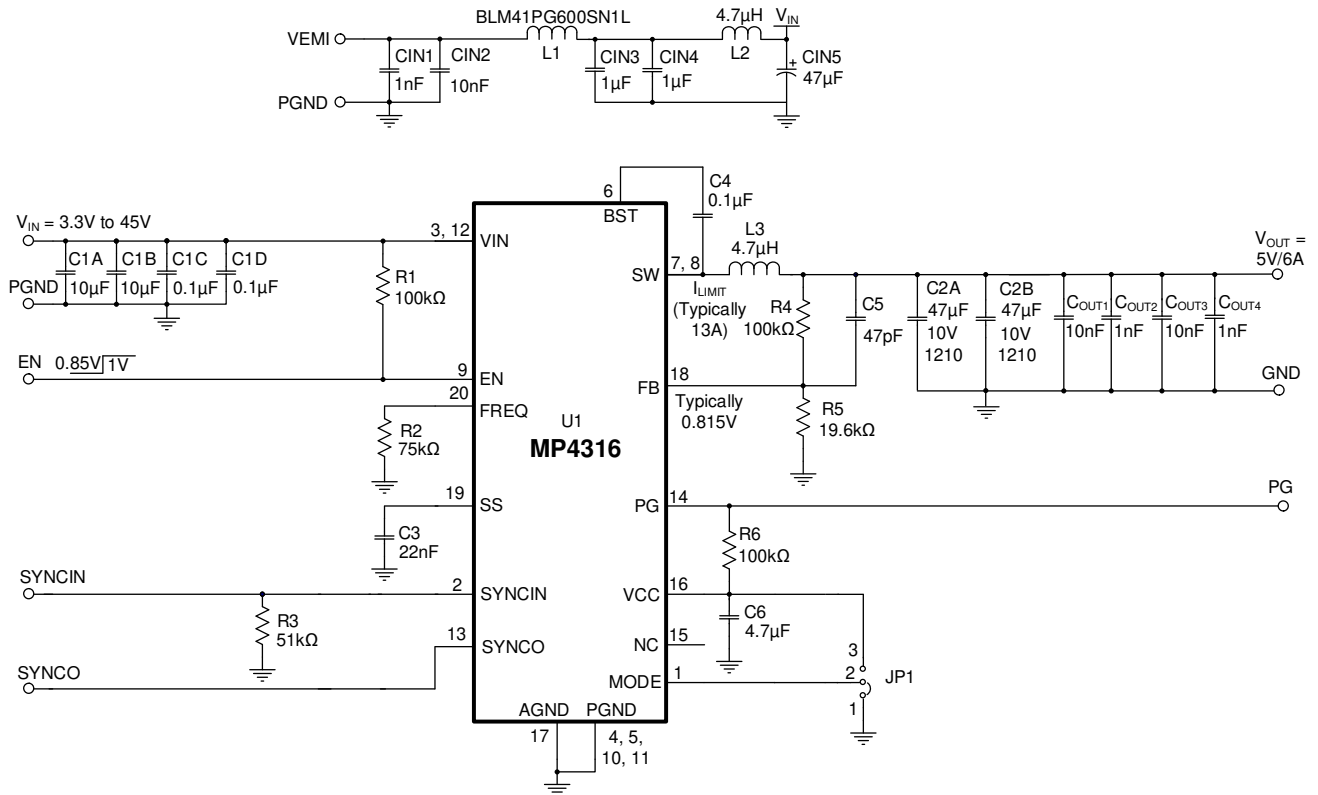 BLM41PG600SN1L
4.7µH
VIN
VEMI
L1
L2
CIN1
1nF
CIN2
10nF
CIN3
1µF
CIN4
1µF
+
CIN5
47µF
PGND
VIN = 3.3V to 45V
C1A
10µF
C1B
10µF
C1C
0.1µF
C1D
0.1µF
PGND
R1
100kΩ
EN
0.85V
1V
R2
75kΩ
C3
22nF
SYNCIN
R3
51kΩ
SYNCO
3, 12
VIN
9
EN
20
FREQ
19
SS
2
SYNCIN
13
SYNCO
6
BST
U1
MP4316
AGND
17
PGND
4, 5,
10, 11
SW
7, 8
FB
18
PG
14
VCC
16
NC
15
MODE
1
C4
0.1µF
L3
4.7µH
ILIMIT
(Typically
13A)
R4
100kΩ
C5
47pF
Typically
0.815V
R5
19.6kΩ
C2A
47µF
10V
1210
C2B
47µF
10V
1210
COUT1
10nF
COUT2
1nF
COUT3
10nF
COUT4
1nF
VOUT =
5V/6A
GND
PG
R6
100kΩ
C6
4.7µF
3
2
1
JP1